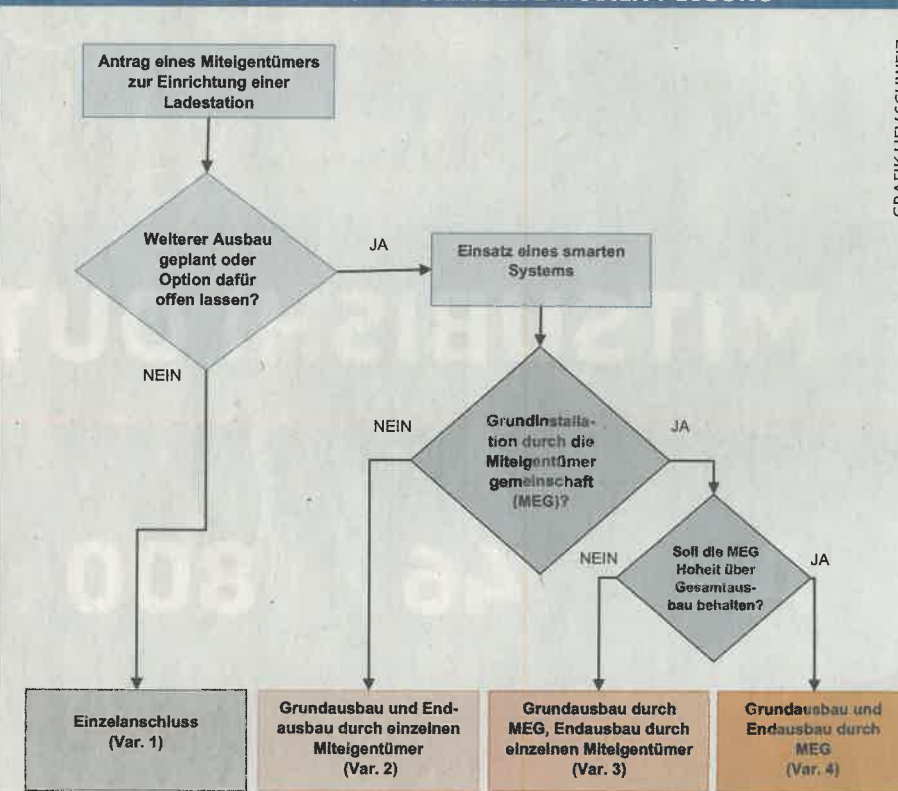 Antrag eines Miteigentümers
zur Einrichtung einer
Ladestation
Weiterer Ausbau
geplant oder
Option dafür
offen lassen?
JA
Einsatz eines smarten
Systems
NEIN
Grundinstalla-
tion durch die
Miteigentümer
gemeinschaft
(MEG)?
NEIN
JA
Soll die MEG
Hoheit über
Gesamtaus-
bau behalten?
NEIN
JA
Einzelanschluss
(Var. 1)
Grundausbau und End-
ausbau durch einzelnen
Miteigentümer
(Var. 2)
Grundausbau durch
MEG, Endausbau durch
einzelnen Miteigentümer
(Var. 3)
Grundausbau und
Endausbau durch
MEG
(Var. 4)